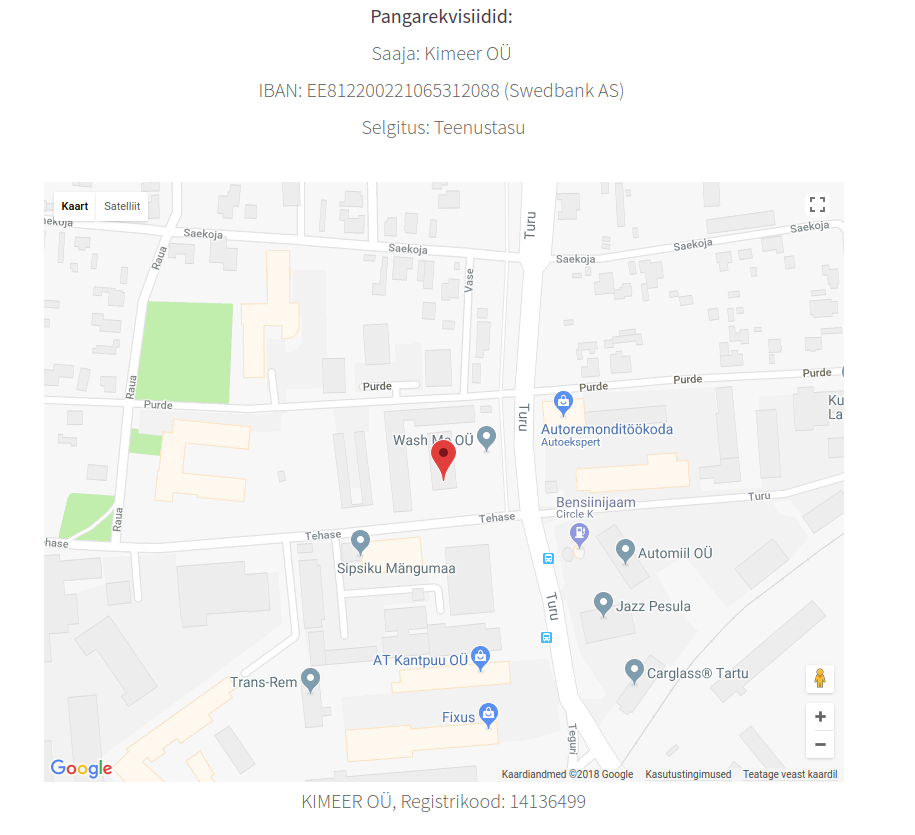 Pangarekvisiidid:
Saaja: Kimeer OÜ
IBAN: EE812200221065312088 (Swedbank AS)
Selgitus: Teenustasu
Kaart
Satelliit
Turu
Saekoja
Saekoja
Saekoja
Saekoja
Saekoja
Raua
Vase
Raua
Purde
Purde
Purde
Purde
Purde
Turu
Autoremonditöökoda
Autoekspert
Wash Me OÜ
Turu
Bensiinijaam
Circle K
Raua
Tehase
Tehase
Sipsiku Mängumaa
Automiil OÜ
Turu
Jazz Pesula
AT Kantpuu OÜ
Trans-Rem
Carglass® Tartu
Fixus
Teguri
Google
Kaardiandmed ©2018 Google
Kasutustingimused
Teatage veast kaardil
KIMEER OÜ, Registrikood: 14136499